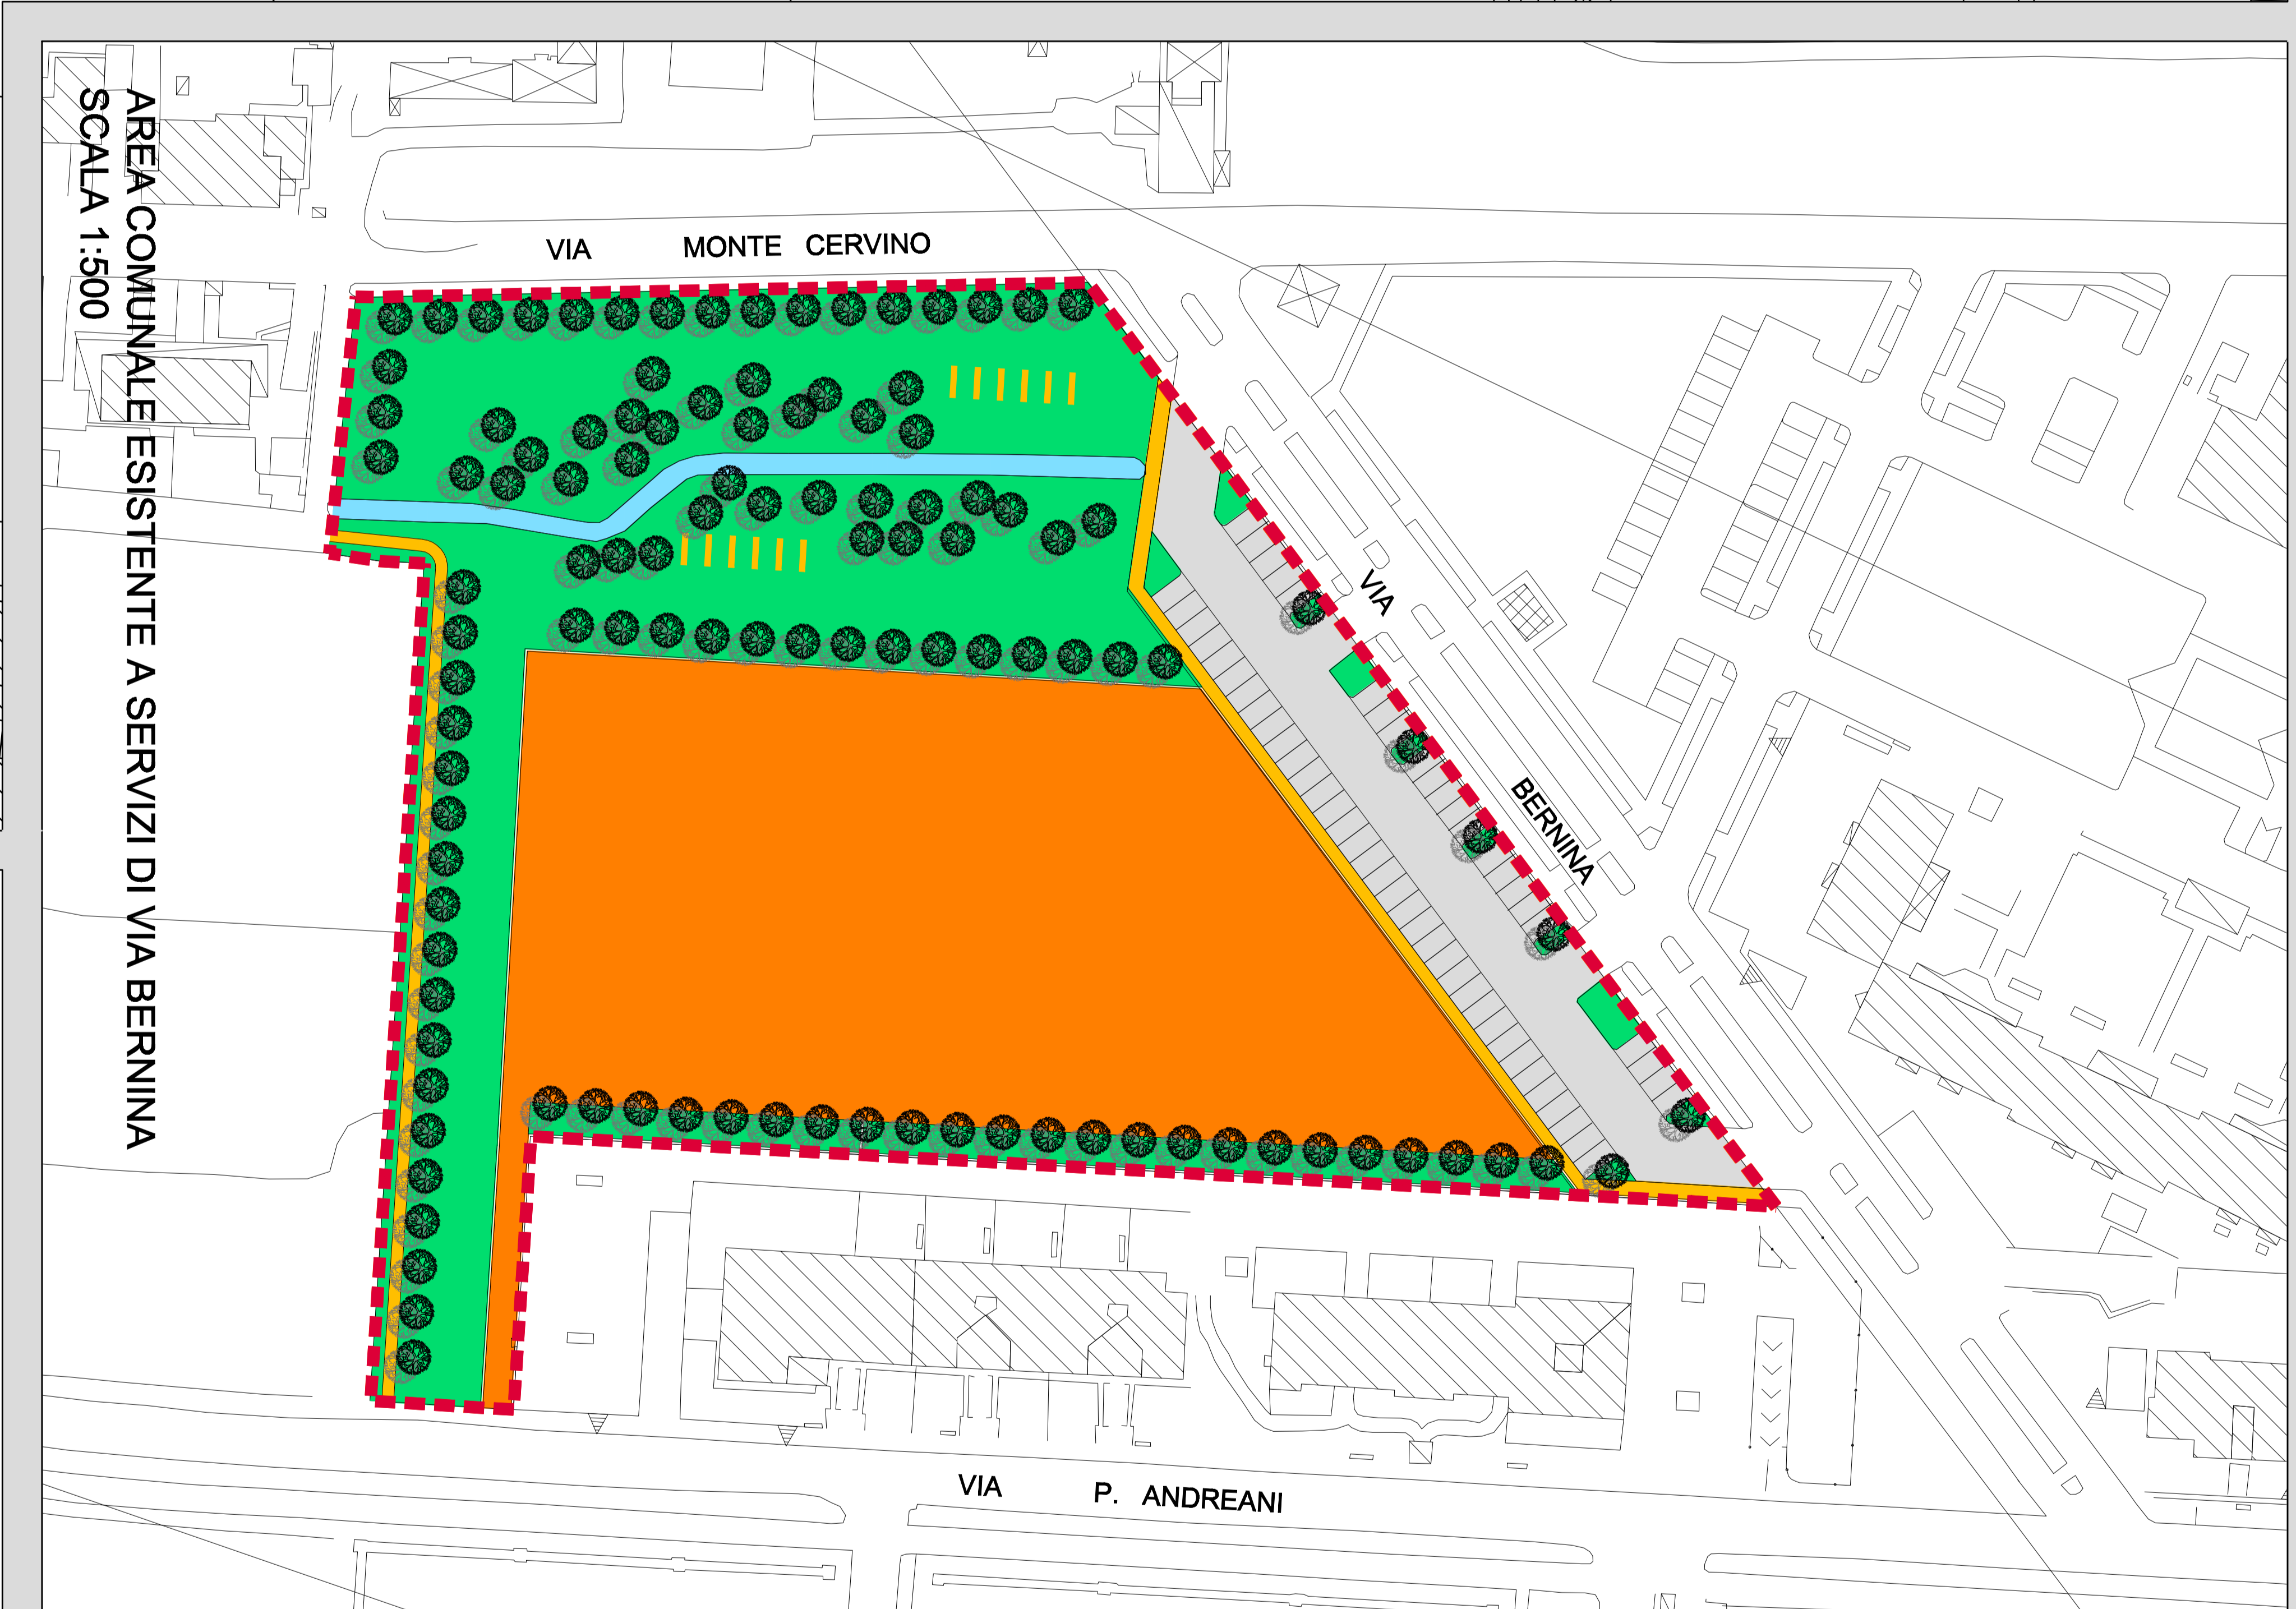 AREA COMUNALE ESISTENTE A SERVIZI DI VIA BERNINA
SCALA 1:500
VIA MONTE CERVINO
VIA BERNINA
VIA P. ANDREANI